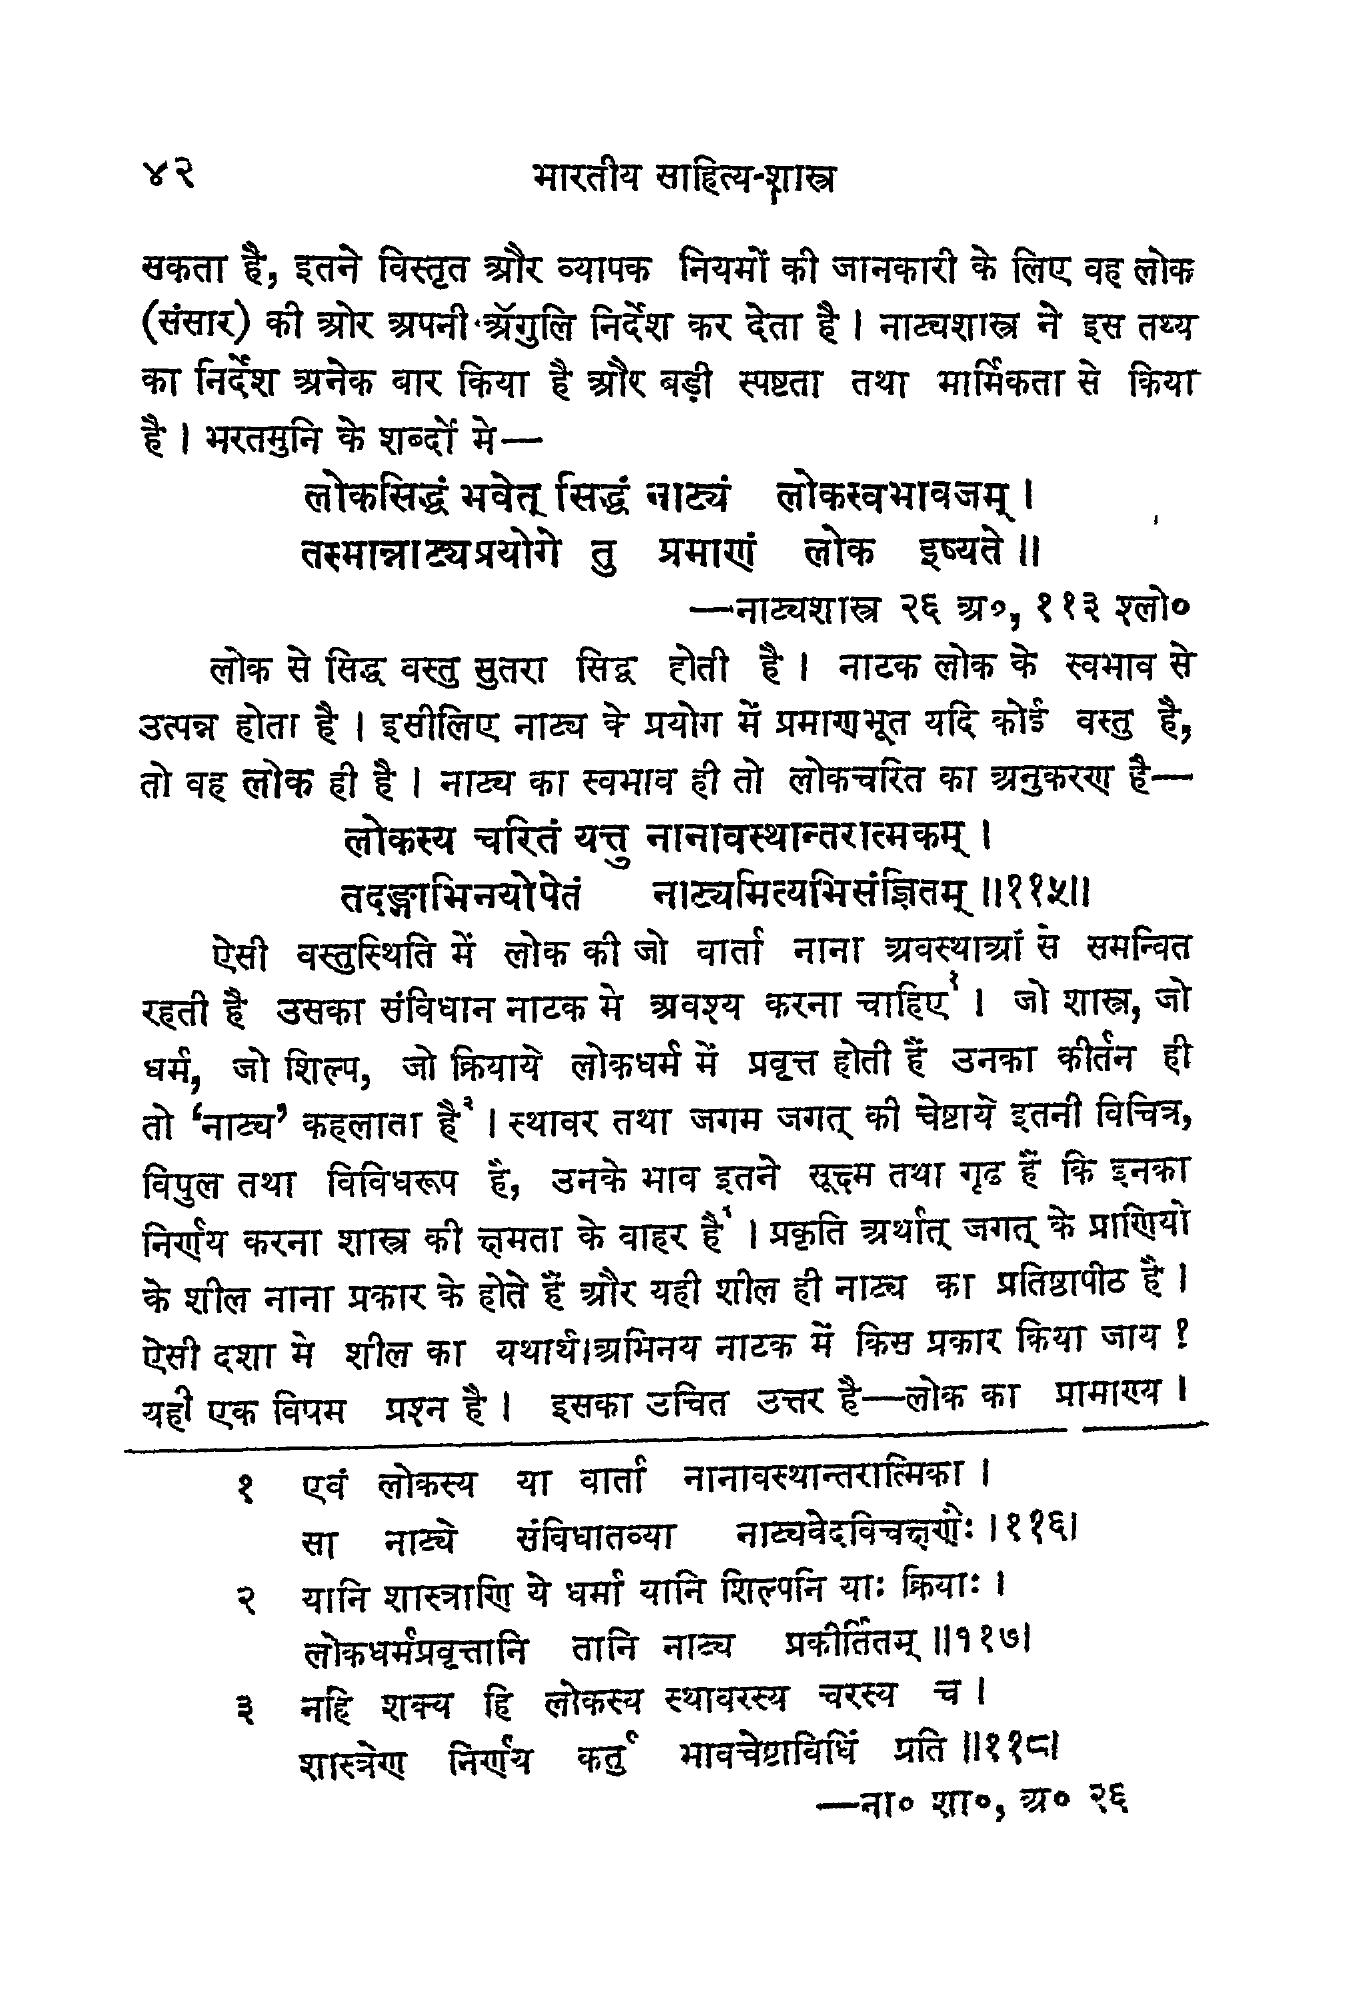 ४२ भारतीय साहित्य-शास्त्र
सकता है, इतने विस्तृत और व्यापक नियमों की जानकारी के लिए वह लोक
(संसार) की ओर अपनी अँगुलि निर्देश कर देता है । नाट्यशास्त्र ने इस तथ्य
का निर्देश अनेक वार किया है और बड़ी स्पष्टता तथा मार्मिकता से किया
है । भरतमुनि के शब्दों मे—
लोकसिद्धं भवेत् सिद्धं नाट्यं लोकस्वभावजम् ।
तस्मान्नाट्यप्रयोगे तु प्रमाणं लोक इष्यते ॥
—नाट्यशास्त्र २६ अ०, ११३ श्लो०
लोक से सिद्ध वस्तु सुतरा सिद्व होती है । नाटक लोक के स्वभाव से
उत्पन्न होता है । इसीलिए नाट्य के प्रयोग में प्रमाणभूत यदि कोई वस्तु है,
तो वह लोक ही है । नाट्य का स्वभाव ही तो लोकचरित का अनुकरण है—
लोकस्य चरितं यत्तु नानावस्थान्तरात्मकम् ।
तदङ्गाभिनयोपेतं नाट्यमित्यभिसंज्ञितम् ॥११५॥
ऐसी वस्तुस्थिति में लोक की जो वार्ता नाना अवस्थाओं से समन्वित
रहती है उसका संविधान नाटक मे अवश्य करना चाहिए१ । जो शास्त्र, जो
धर्म, जो शिल्प, जो क्रियाये लोकधर्म में प्रवृत्त होती हैं उनका कीर्तन ही
तो ‘नाट्य’ कहलाता है२ । स्थावर तथा जगम जगत् की चेष्टायें इतनी विचित्र,
विपुल तथा विविधरूप है, उनके भाव इतने सूक्ष्म तथा गृढ हैं कि इनका
निर्णय करना शास्त्र की क्षमता के वाहर है१ । प्रकृति अर्थात् जगत् के प्राणियो
के शील नाना प्रकार के होते हैं और यही शील ही नाट्य का प्रतिष्ठापीठ है ।
ऐसी दशा मे शील का यथार्थ।अभिनय नाटक में किस प्रकार किया जाय ?
यही एक विपम प्रश्न है । इसका उचित उत्तर है—लोक का प्रामाण्य ।
१ एवं लोकस्य या वार्ता नानावस्थान्तरात्मिका ।
सा नाट्ये संविधातव्या नाट्यवेदविचक्षणैः ।११६।
२ यानि शास्त्राणि ये धर्मा यानि शिल्पनि याः क्रियाः ।
लोकधर्मप्रवृत्तानि तानि नाट्य प्रकीर्तितम् ॥११७।
३ नहि शक्य हि लोकस्य स्थावरस्य चरस्य च ।
शास्त्रेण निर्णय कर्तु भावचेष्टाविधिं प्रति ॥११८।
—ना० शा०, अ० २६